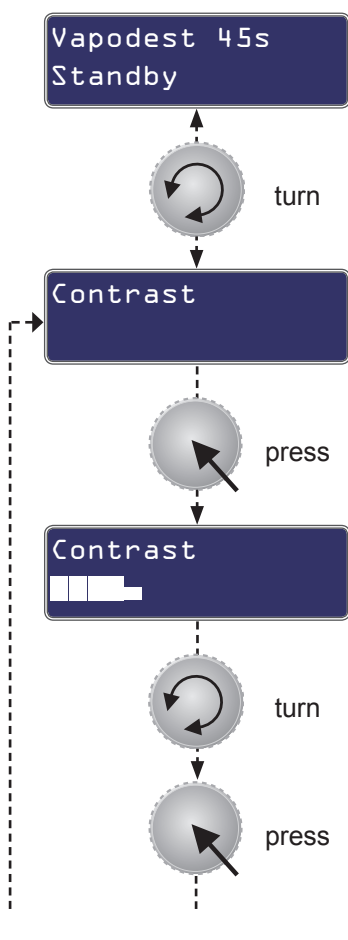 Vapodest 45s
Standby
turn
Contrast
press
Contrast
turn
press